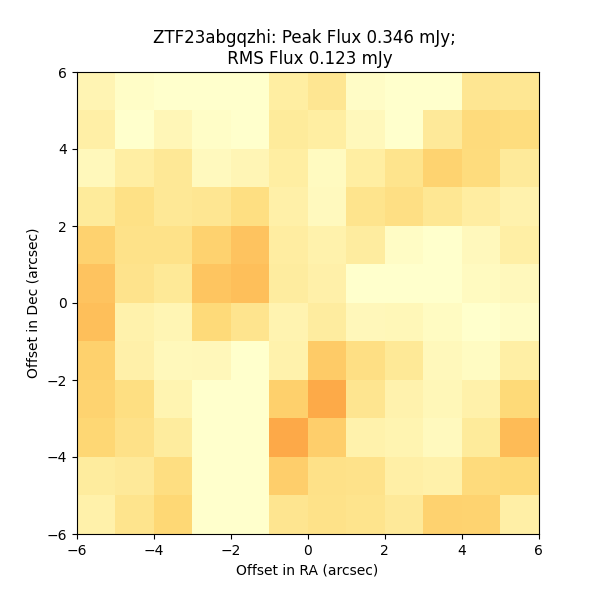 ZTF23abgqzhi: Peak Flux 0.346 mJy;
RMS Flux 0.123 mJy
6
4
2
0
−2
−4
−6
Offset in Dec (arcsec)
−6 −4 −2 0 2 4 6
Offset in RA (arcsec)